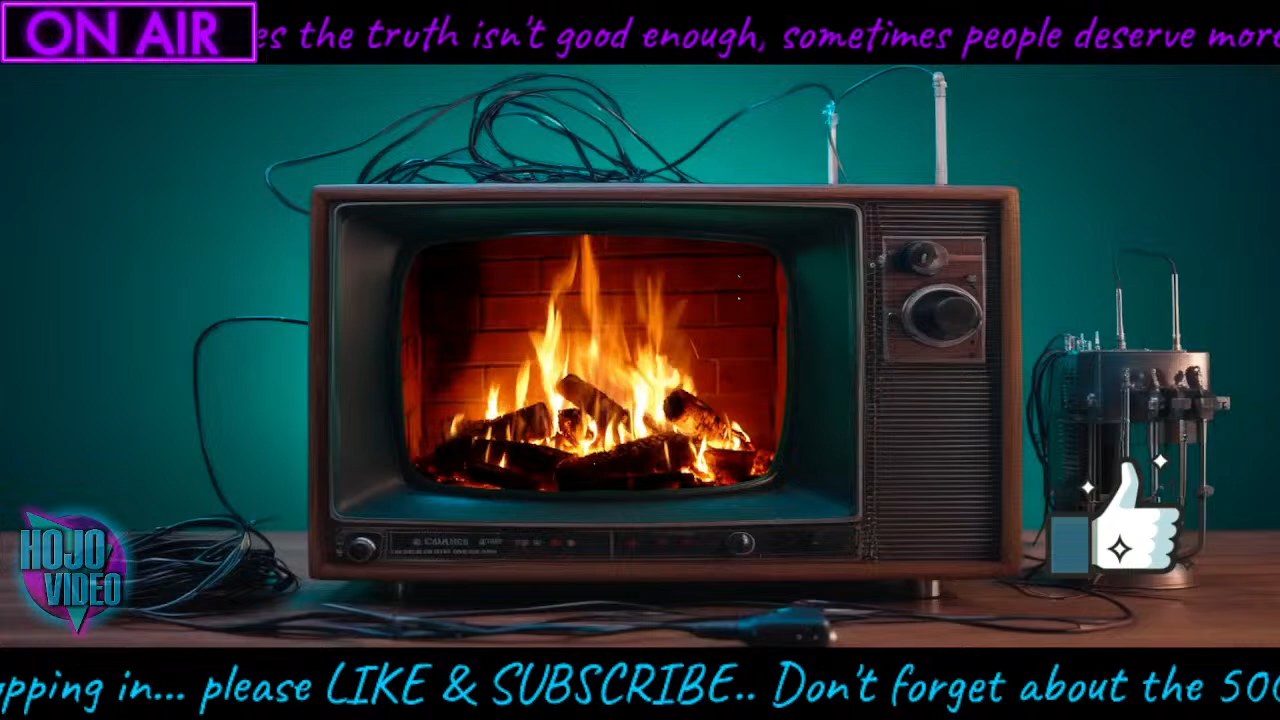 ON AIR
es the truth isn't good enough, sometimes people deserve more
HOJO
VIDEO
pping in... please LIKE & SUBSCRIBE.. Don't forget about the 50